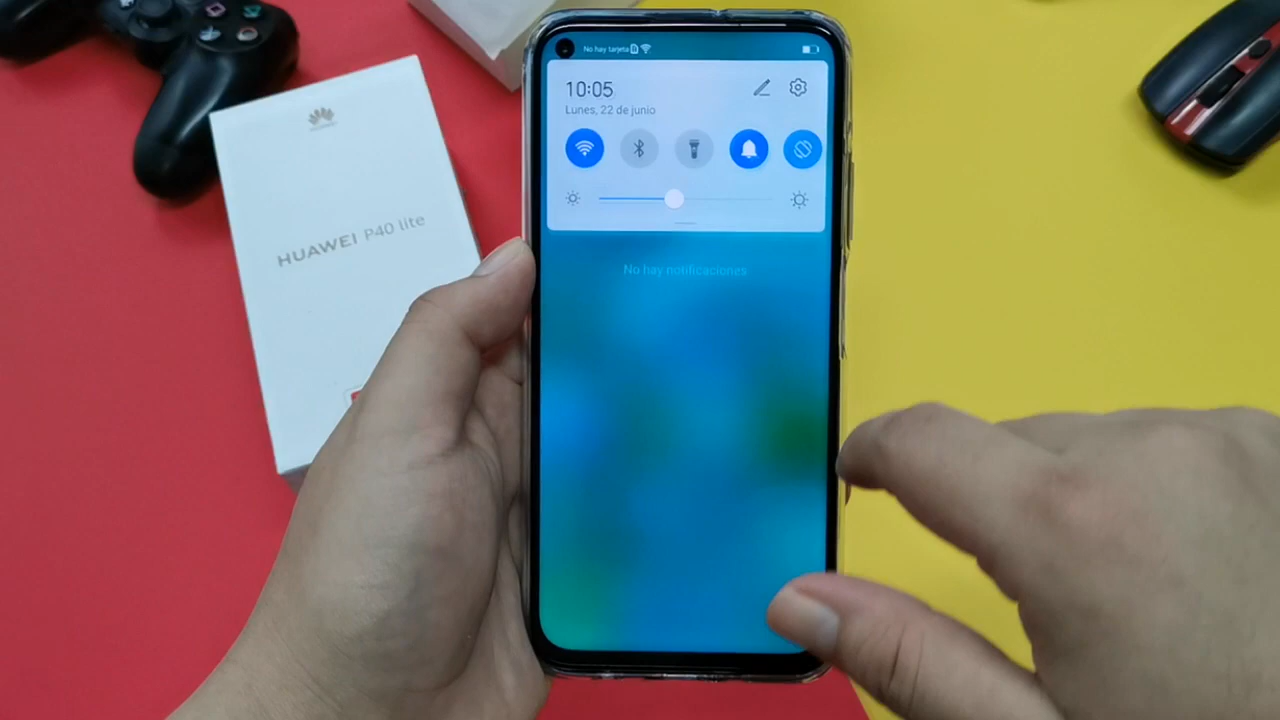 No hay tarjeta
10:05
Lunes, 22 de junio
No hay notificaciones
HUAWEI P40 lite